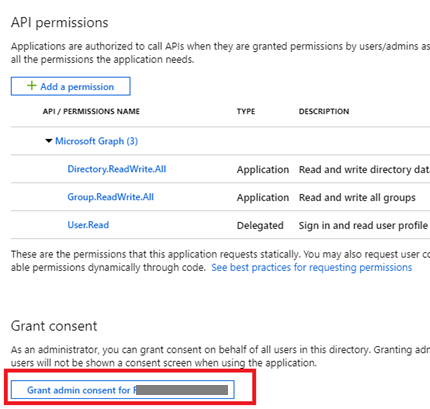 API permissions
Applications are authorized to call APIs when they are granted permissions by users/admins as
all the permissions the application needs.
+ Add a permission
API / PERMISSIONS NAME TYPE DESCRIPTION
Microsoft Graph (3)
Directory.ReadWrite.All Application Read and write directory dat
Group.ReadWrite.All Application Read and write all groups
User.Read Delegated Sign in and read user profile
These are the permissions that this application requests statically. You may also request user c
able permissions dynamically through code. See best practices for requesting permissions
Grant consent
As an administrator, you can grant consent on behalf of all users in this directory. Granting adm
users will not be shown a consent screen when using the application.
Grant admin consent for